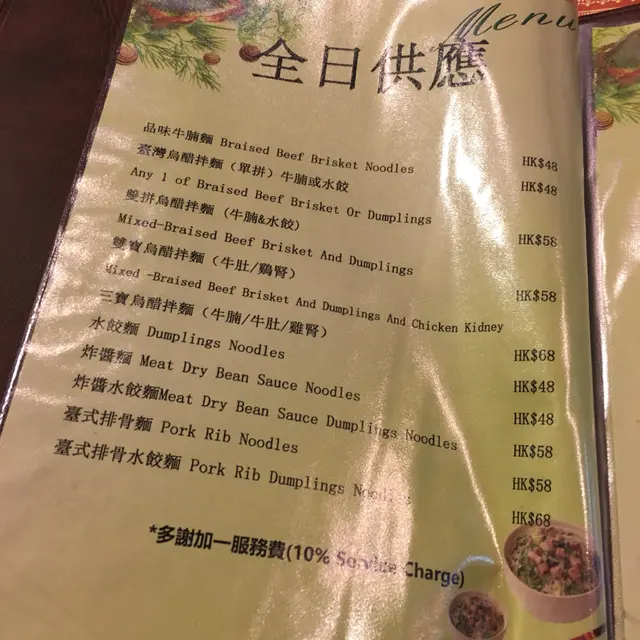 Menu
全日供應
品味牛腩麵 Braised Beef Brisket Noodles HK$48
臺灣烏醋拌麵（單拼）牛腩或水餃 HK$48
Any 1 of Braised Beef Brisket Or Dumplings
雙拼烏醋拌麵 (牛腩&水餃) HK$58
Mixed-Braised Beef Brisket And Dumplings
雙寶烏醋拌麵（牛肚/鷄腎） HK$58
Mixed -Braised Beef Brisket And Dumplings And Chicken Kidney
三寶烏醋拌麵（牛腩/牛肚/雞腎） HK$68
水餃麵 Dumplings Noodles HK$48
炸醬麵 Meat Dry Bean Sauce Noodles HK$48
炸醬水餃麵Meat Dry Bean Sauce Dumplings Noodles HK$58
臺式排骨麵 Pork Rib Noodles HK$58
臺式排骨水餃麵 Pork Rib Dumplings Noodles HK$68
*多謝加一服務費(10% Service Charge)